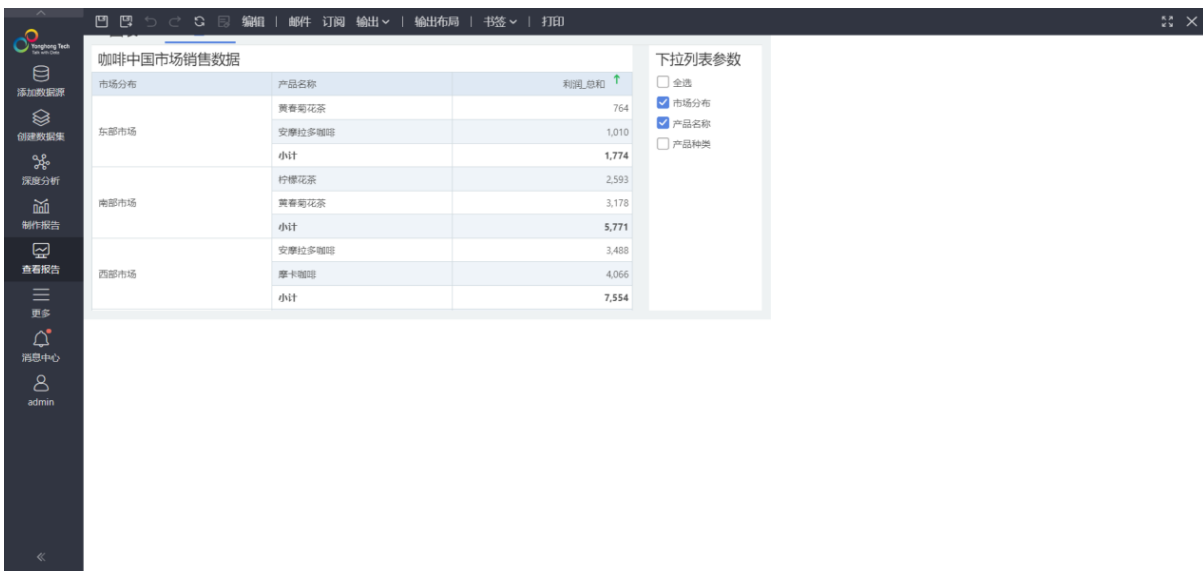 编辑 | 邮件 订阅 输出 | 输出布局 | 书签 | 打印
Yonghong Tech
Talk with Data
添加数据源
创建数据集
深度分析
制作报告
查看报告
更多
消息中心
admin
咖啡中国市场销售数据
市场分布 产品名称 利润_总和
东部市场
黄春菊花茶 764
安摩拉多咖啡 1,010
小计 1,774
南部市场
柠檬花茶 2,593
黄春菊花茶 3,178
小计 5,771
西部市场
安摩拉多咖啡 3,488
摩卡咖啡 4,066
小计 7,554
下拉列表参数
全选
市场分布
产品名称
产品种类